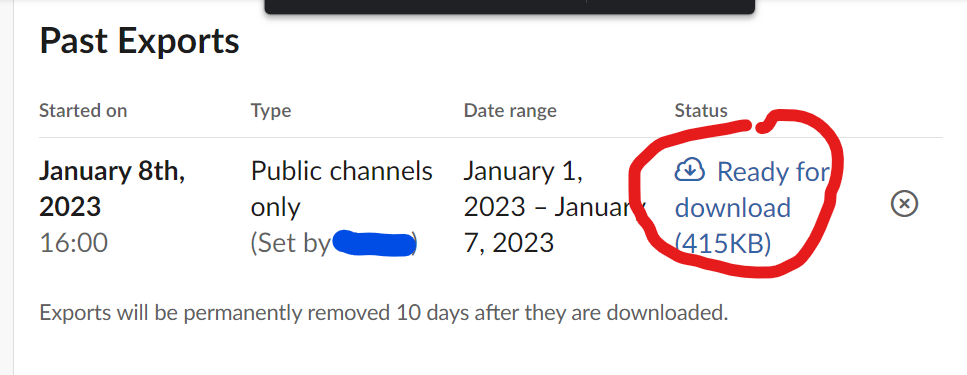 Past Exports
Started on Type Date range Status
January 8th, Public channels January 1, Ready for
2023 only 2023 – January download
16:00 (Set by ) 7, 2023 (415KB)
Exports will be permanently removed 10 days after they are downloaded.